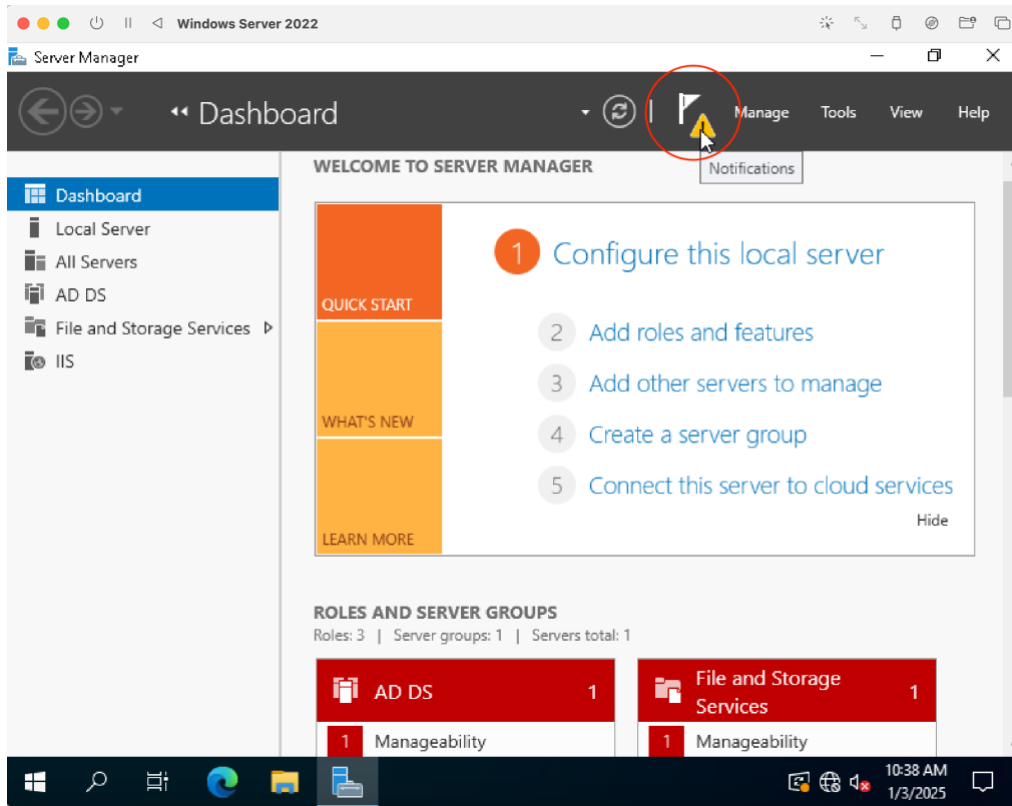 Windows Server 2022
Server Manager
Dashboard
Manage Tools View Help
Notifications
Dashboard
Local Server
All Servers
AD DS
File and Storage Services
IIS
WELCOME TO SERVER MANAGER
QUICK START
WHAT'S NEW
LEARN MORE
1 Configure this local server
2 Add roles and features
3 Add other servers to manage
4 Create a server group
5 Connect this server to cloud services
Hide
ROLES AND SERVER GROUPS
Roles: 3 | Server groups: 1 | Servers total: 1
AD DS 1
1 Manageability
File and Storage
Services 1
1 Manageability
10:38 AM
1/3/2025